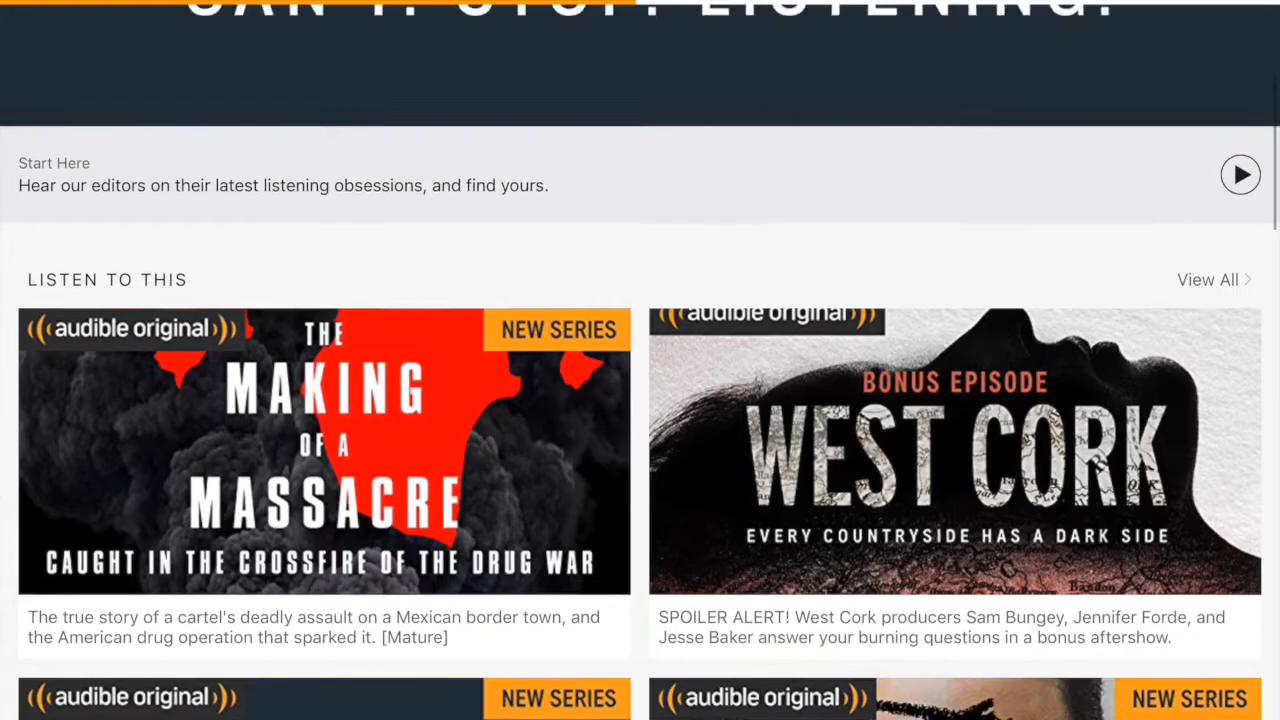 CAN'T. STOP. LISTENING.
Start Here
Hear our editors on their latest listening obsessions, and find yours.
LISTEN TO THIS
View All
audible original
NEW SERIES
THE
MAKING
OF A
MASSACRE
CAUGHT IN THE CROSSFIRE OF THE DRUG WAR
The true story of a cartel's deadly assault on a Mexican border town, and
the American drug operation that sparked it. [Mature]
audible original
BONUS EPISODE
WEST CORK
EVERY COUNTRYSIDE HAS A DARK SIDE
Bandon
SPOILER ALERT! West Cork producers Sam Bungey, Jennifer Forde, and
Jesse Baker answer your burning questions in a bonus aftershow.
audible original
NEW SERIES
audible original
NEW SERIES